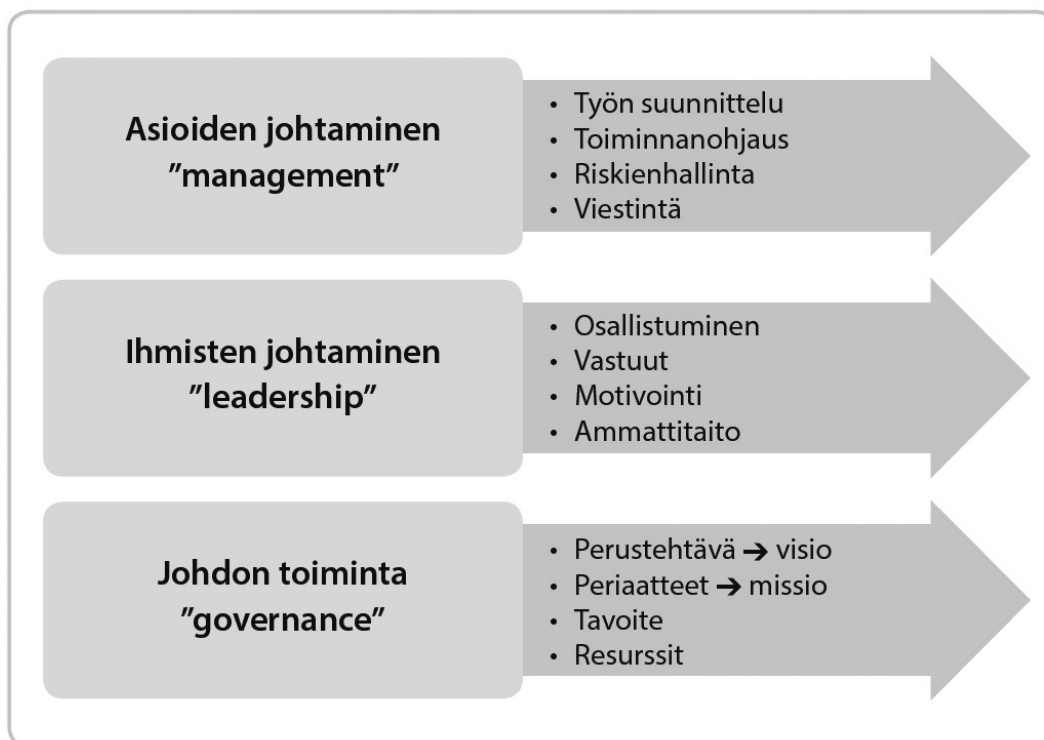 Asioiden johtaminen
”management”
• Työn suunnittelu
• Toiminnanohjaus
• Riskienhallinta
• Viestintä
Ihmisten johtaminen
”leadership”
• Osallistuminen
• Vastuut
• Motivointi
• Ammattitaito
Johdon toiminta
”governance”
• Perustehtävä ➔ visio
• Periaatteet ➔ missio
• Tavoite
• Resurssit